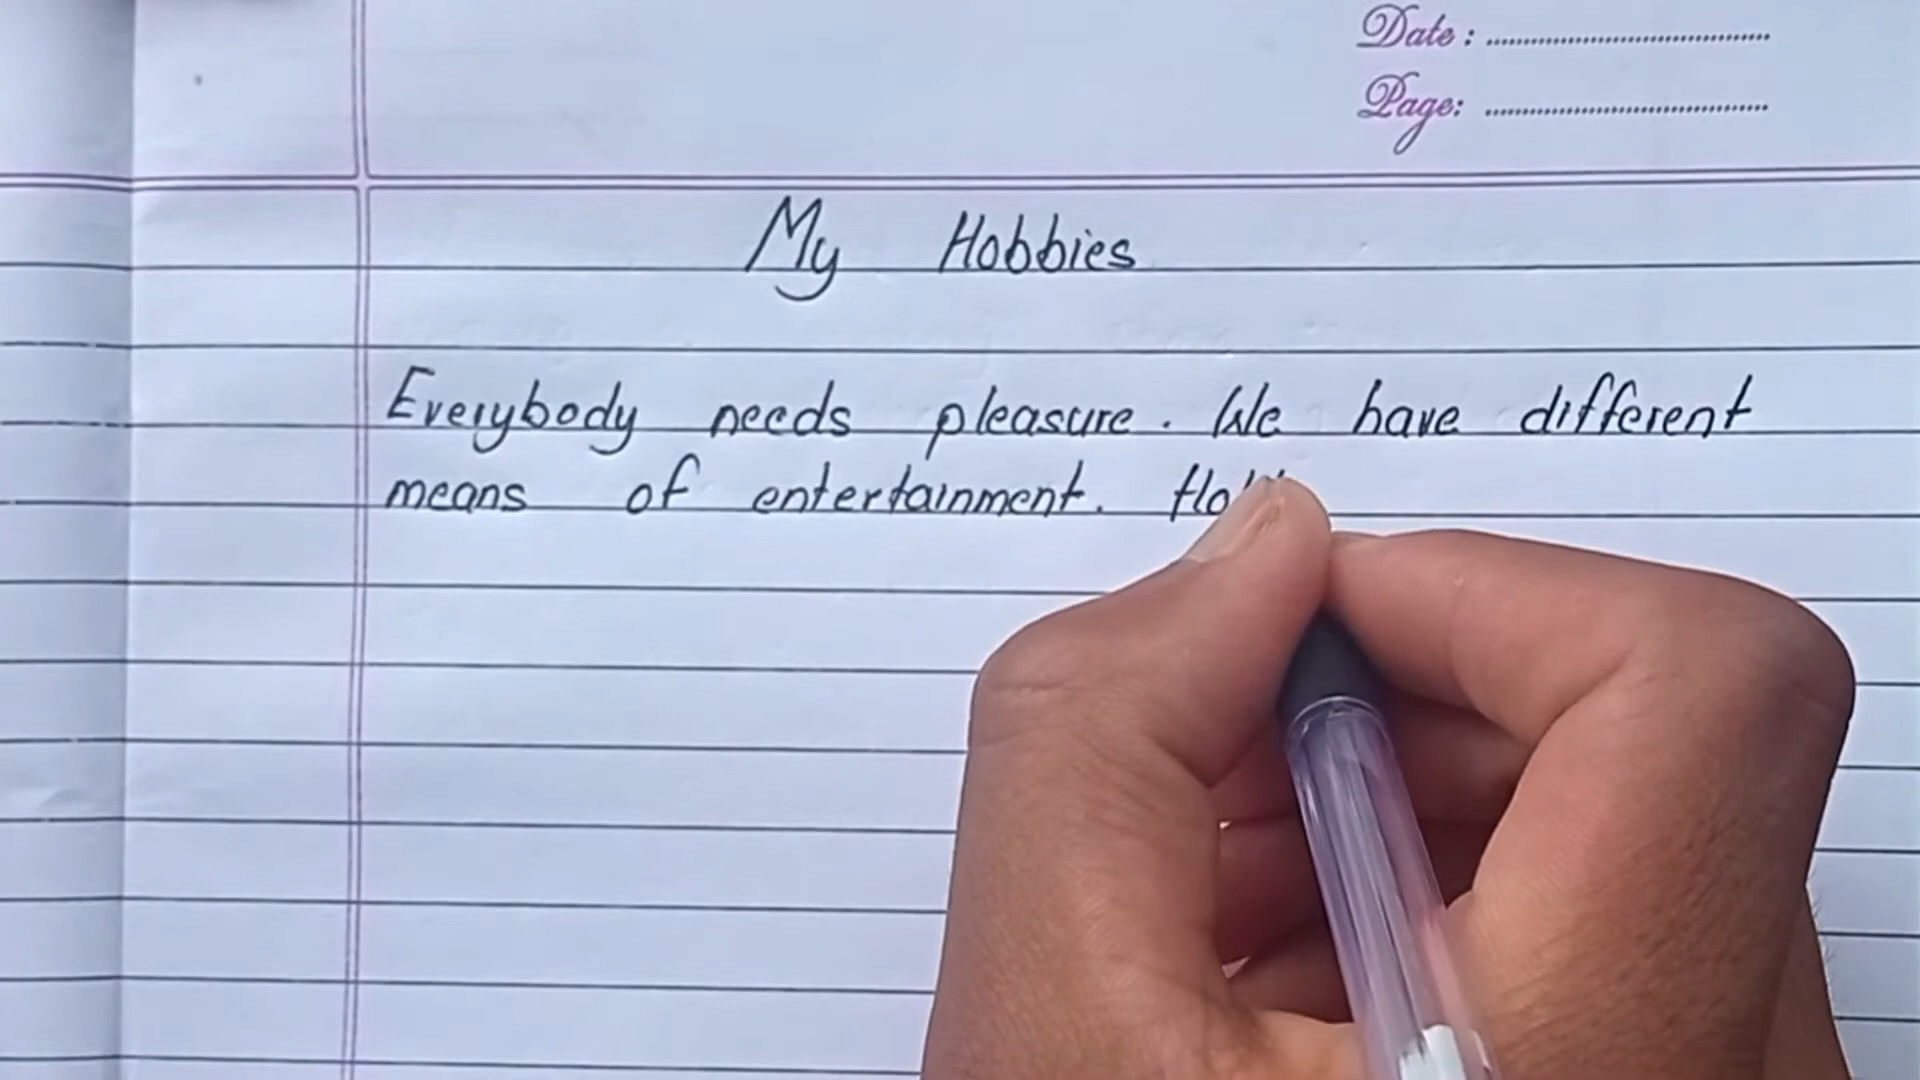 Date :
Page:
My Hobbies
Everybody needs pleasure. We have different
means of entertainment.